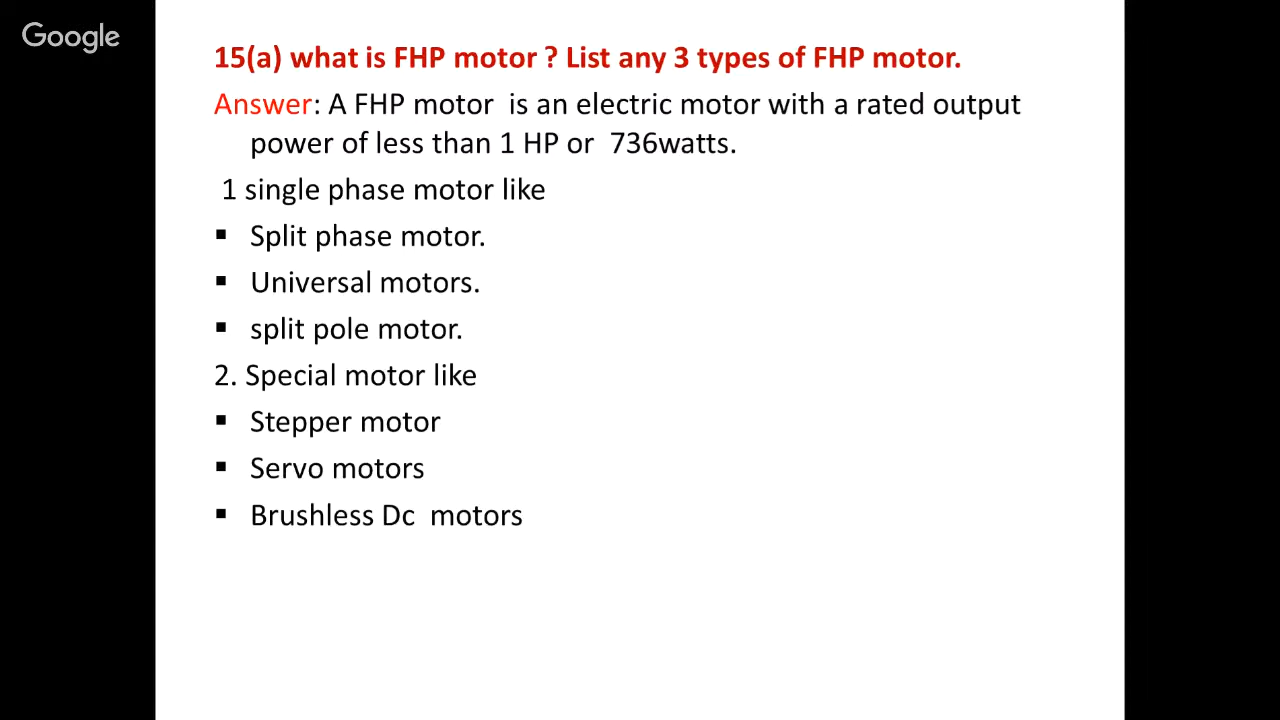 Google
15(a) what is FHP motor ? List any 3 types of FHP motor.
Answer: A FHP motor  is an electric motor with a rated output
power of less than 1 HP or  736watts.
1 single phase motor like
▪ Split phase motor.
▪ Universal motors.
▪ split pole motor.
2. Special motor like
▪ Stepper motor
▪ Servo motors
▪ Brushless Dc  motors